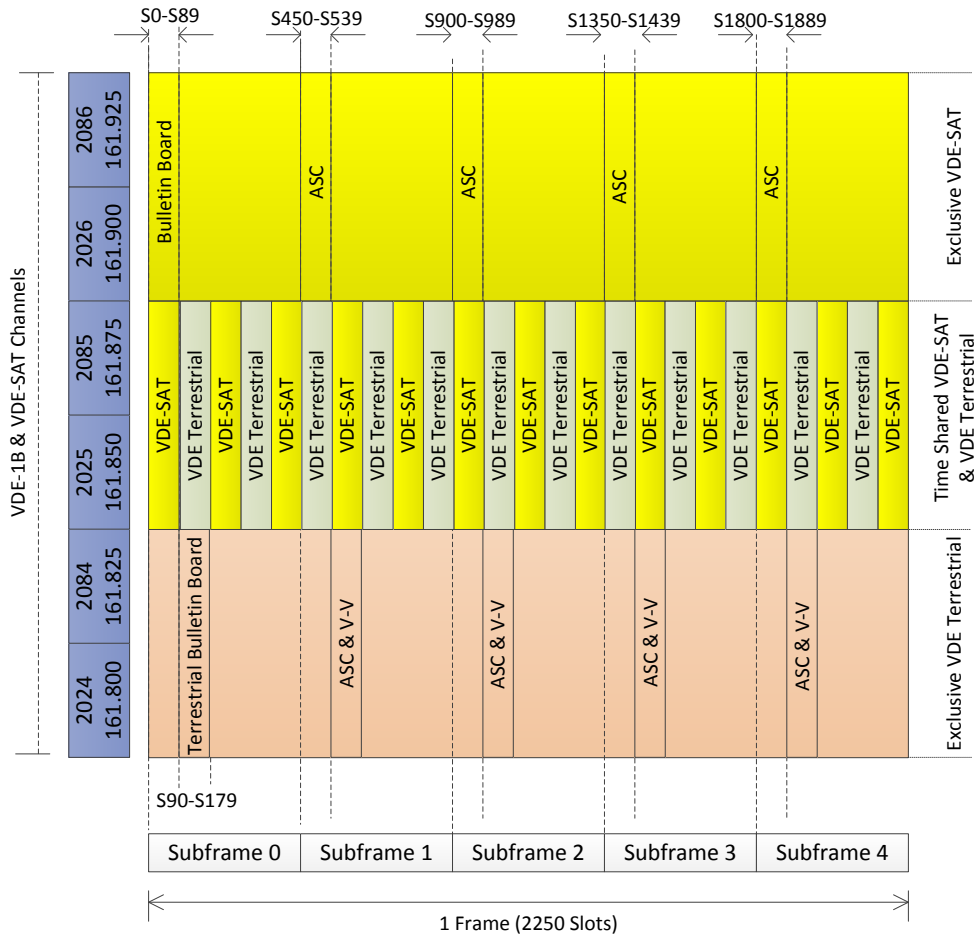 S0-S89
S450-S539
S900-S989
S1350-S1439
S1800-S1889
VDE-1B & VDE-SAT Channels
2086
161.925
2026
161.900
2085
161.875
2025
161.850
2084
161.825
2024
161.800
Bulletin Board
ASC
ASC
ASC
ASC
Exclusive VDE-SAT
VDE-SAT
VDE Terrestrial
VDE-SAT
VDE Terrestrial
VDE-SAT
VDE Terrestrial
VDE-SAT
VDE Terrestrial
VDE-SAT
VDE Terrestrial
VDE-SAT
VDE Terrestrial
VDE-SAT
VDE Terrestrial
VDE-SAT
VDE Terrestrial
VDE-SAT
VDE Terrestrial
VDE-SAT
VDE Terrestrial
VDE-SAT
VDE Terrestrial
VDE-SAT
VDE Terrestrial
VDE-SAT
Time Shared VDE-SAT
& VDE Terrestrial
Terrestrial Bulletin Board
ASC & V-V
ASC & V-V
ASC & V-V
ASC & V-V
Exclusive VDE Terrestrial
S90-S179
Subframe 0
Subframe 1
Subframe 2
Subframe 3
Subframe 4
1 Frame (2250 Slots)